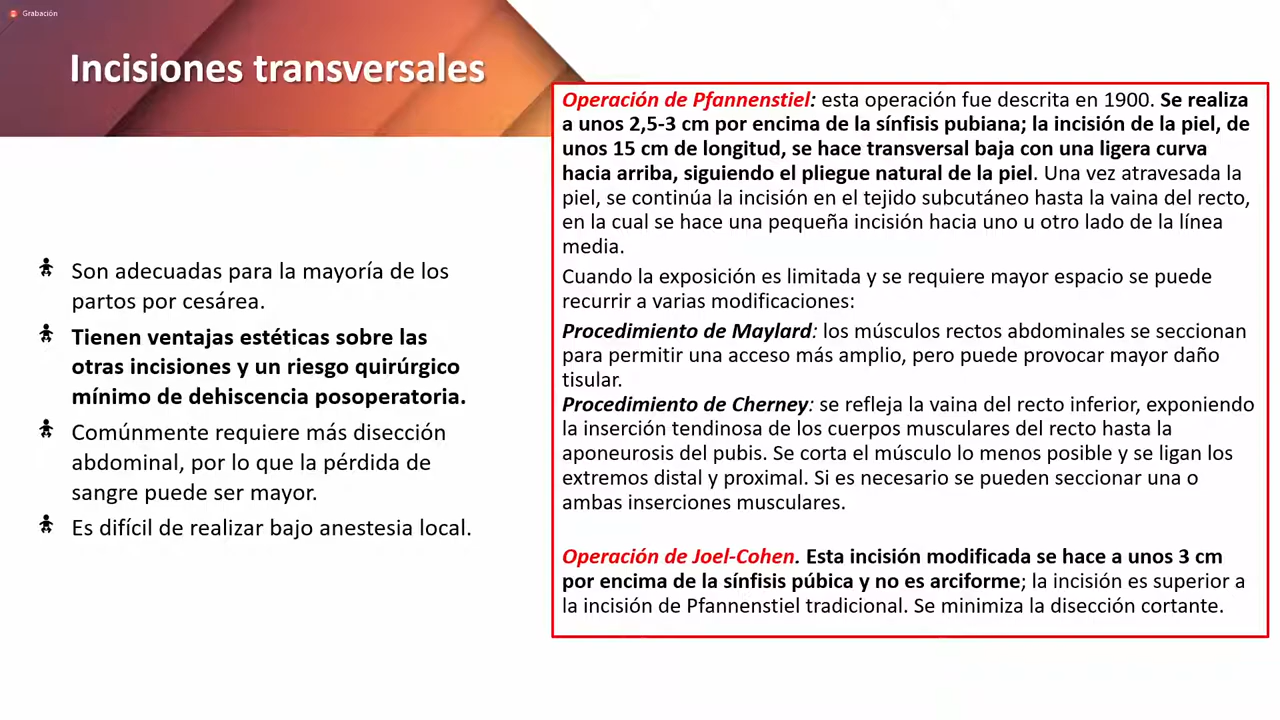 Grabación
Incisiones transversales
Son adecuadas para la mayoría de los
partos por cesárea.
Tienen ventajas estéticas sobre las
otras incisiones y un riesgo quirúrgico
mínimo de dehiscencia posoperatoria.
Comúnmente requiere más disección
abdominal, por lo que la pérdida de
sangre puede ser mayor.
Es difícil de realizar bajo anestesia local.
Operación de Pfannenstiel: esta operación fue descrita en 1900. Se realiza
a unos 2,5-3 cm por encima de la sínfisis pubiana; la incisión de la piel, de
unos 15 cm de longitud, se hace transversal baja con una ligera curva
hacia arriba, siguiendo el pliegue natural de la piel. Una vez atravesada la
piel, se continúa la incisión en el tejido subcutáneo hasta la vaina del recto,
en la cual se hace una pequeña incisión hacia uno u otro lado de la línea
media.
Cuando la exposición es limitada y se requiere mayor espacio se puede
recurrir a varias modificaciones:
Procedimiento de Maylard: los músculos rectos abdominales se seccionan
para permitir una acceso más amplio, pero puede provocar mayor daño
tisular.
Procedimiento de Cherney: se refleja la vaina del recto inferior, exponiendo
la inserción tendinosa de los cuerpos musculares del recto hasta la
aponeurosis del pubis. Se corta el músculo lo menos posible y se ligan los
extremos distal y proximal. Si es necesario se pueden seccionar una o
ambas inserciones musculares.
Operación de Joel-Cohen. Esta incisión modificada se hace a unos 3 cm
por encima de la sínfisis púbica y no es arciforme; la incisión es superior a
la incisión de Pfannenstiel tradicional. Se minimiza la disección cortante.